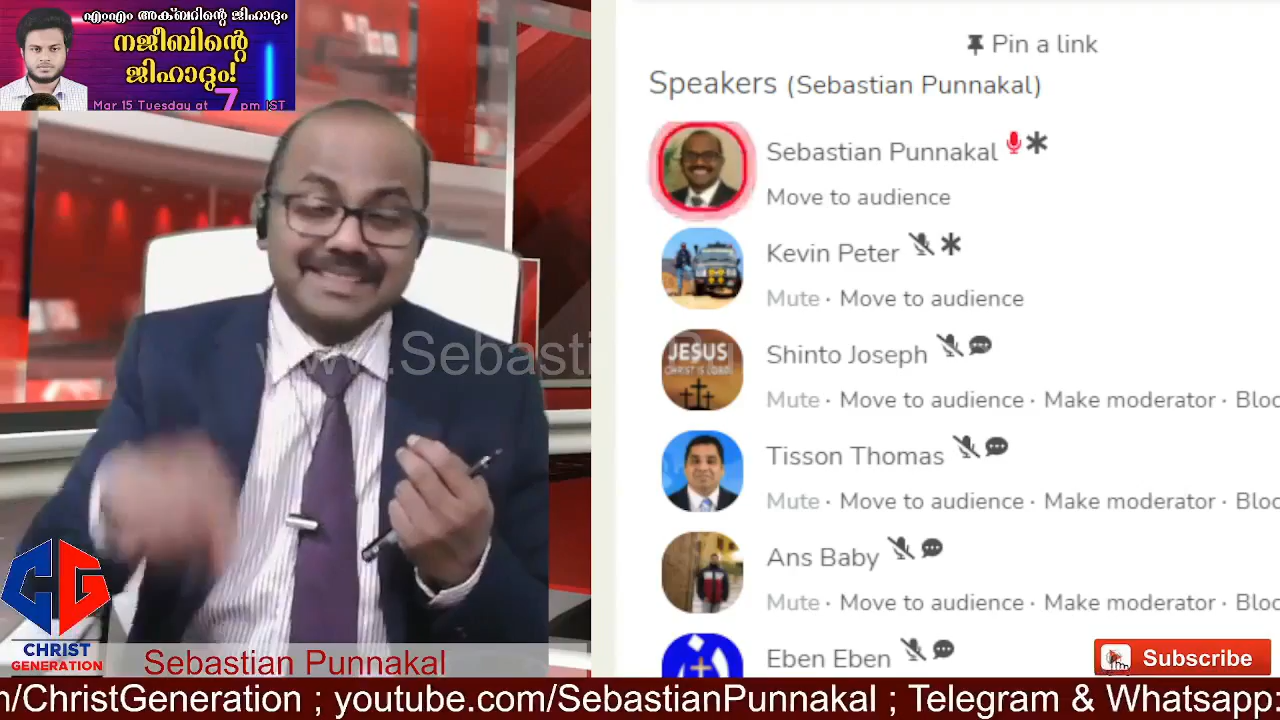 എംഎം അക്ബറിന്റെ ജിഹാദും
നജീബിന്റെ
ജിഹാദും!
Mar 15 Tuesday at 7 pm IST
Pin a link
Speakers (Sebastian Punnakal)
Sebastian Punnakal
Move to audience
Kevin Peter
Mute · Move to audience
www.Sebasti
JESUS
CHRIST IS LORD
Shinto Joseph
Mute · Move to audience · Make moderator · Bloc
Tisson Thomas
Mute · Move to audience · Make moderator · Bloc
Ans Baby
Mute · Move to audience · Make moderator · Bloc
Eben Eben
CG
CHRIST
GENERATION
Sebastian Punnakal
Subscribe
n/ChristGeneration ; youtube.com/SebastianPunnakal ; Telegram & Whatsapp: